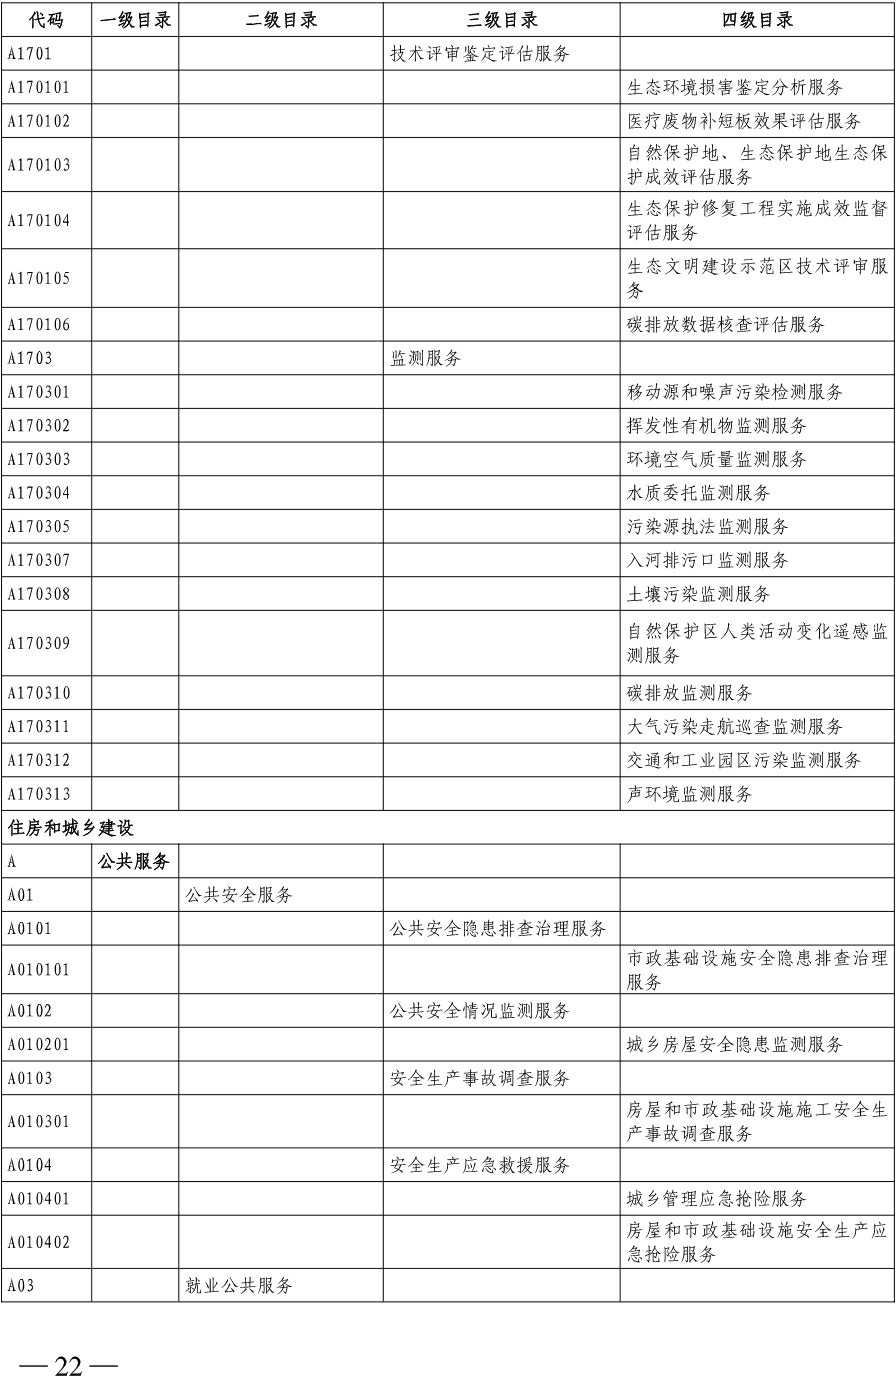 代码 一级目录 二级目录 三级目录 四级目录
A1701 技术评审鉴定评估服务
A170101 生态环境损害鉴定分析服务
A170102 医疗废物补短板效果评估服务
A170103 自然保护地、生态保护地生态保
护成效评估服务
A170104 生态保护修复工程实施成效监督
评估服务
A170105 生态文明建设示范区技术评审服
务
A170106 碳排放数据核查评估服务
A1703 监测服务
A170301 移动源和噪声污染检测服务
A170302 挥发性有机物监测服务
A170303 环境空气质量监测服务
A170304 水质委托监测服务
A170305 污染源执法监测服务
A170307 入河排污口监测服务
A170308 土壤污染监测服务
A170309 自然保护区人类活动变化遥感监
测服务
A170310 碳排放监测服务
A170311 大气污染走航巡查监测服务
A170312 交通和工业园区污染监测服务
A170313 声环境监测服务
住房和城乡建设
A 公共服务
A01 公共安全服务
A0101 公共安全隐患排查治理服务
A010101 市政基础设施安全隐患排查治理
服务
A0102 公共安全情况监测服务
A010201 城乡房屋安全隐患监测服务
A0103 安全生产事故调查服务
A010301 房屋和市政基础设施施工安全生
产事故调查服务
A0104 安全生产应急救援服务
A010401 城乡管理应急抢险服务
A010402 房屋和市政基础设施安全生产应
急抢险服务
A03 就业公共服务
— 22 —